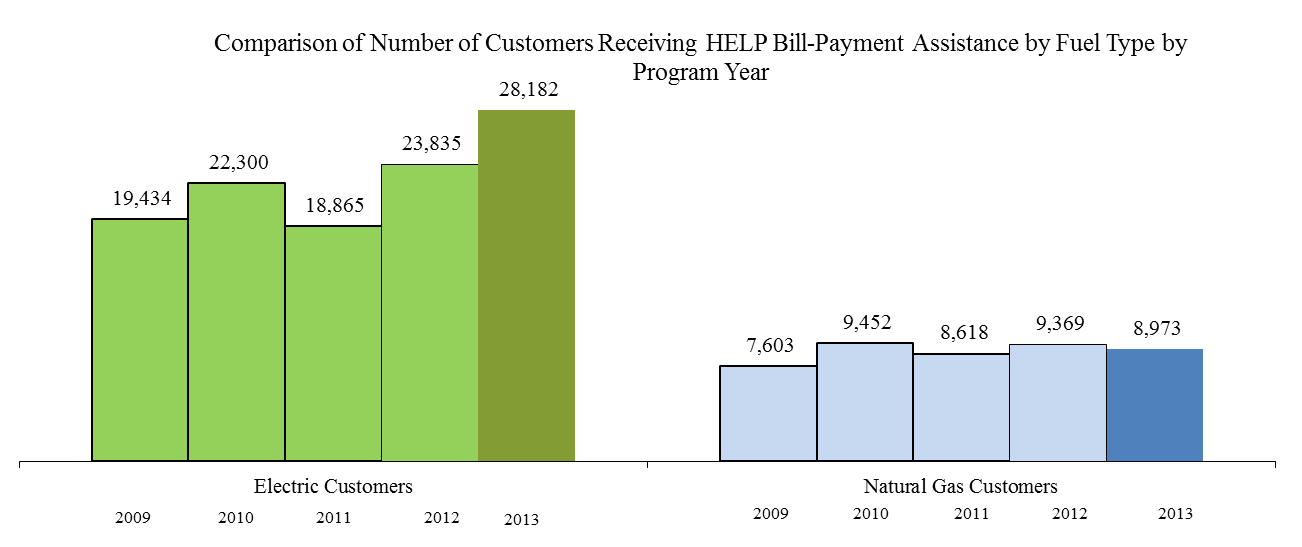 Comparison of Number of Customers Receiving HELP Bill-Payment Assistance by Fuel Type by
Program Year
28,182
23,835
22,300
19,434
18,865
9,452
9,369
8,973
8,618
7,603
Electric Customers
Natural Gas Customers
2009 2010 2011 2012 2013
2009 2010 2011 2012 2013